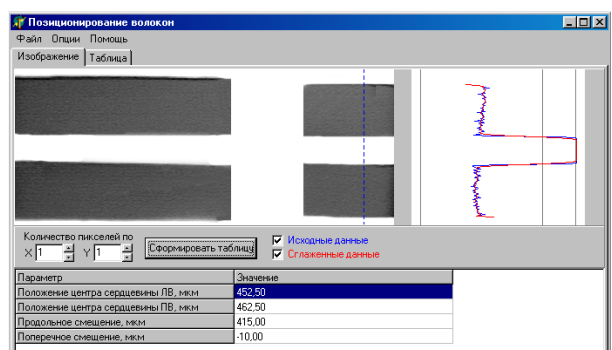 Позиционирование волокон
Файл Опции Помощь
Изображение Таблица
Количество пикселей по
X 1 Y 1 Сформировать таблицу
Исходные данные
Сглаженные данные
Параметр Значение
Положение центра сердцевины ЛВ, мкм 452,50
Положение центра сердцевины ПВ, мкм 462,50
Продольное смещение, мкм 415,00
Поперечное смещение, мкм -10,00